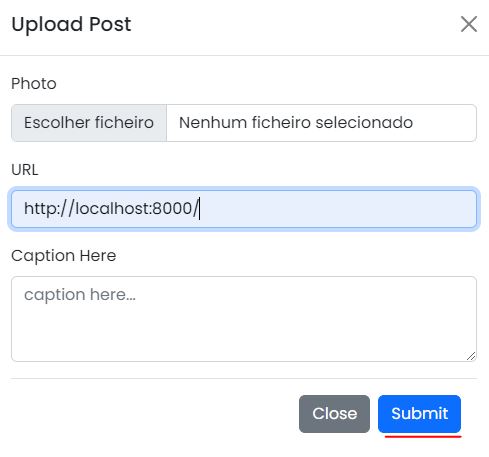 Upload Post
Photo
Escolher ficheiro Nenhum ficheiro selecionado
URL
http://localhost:8000/
Caption Here
caption here...
Close Submit